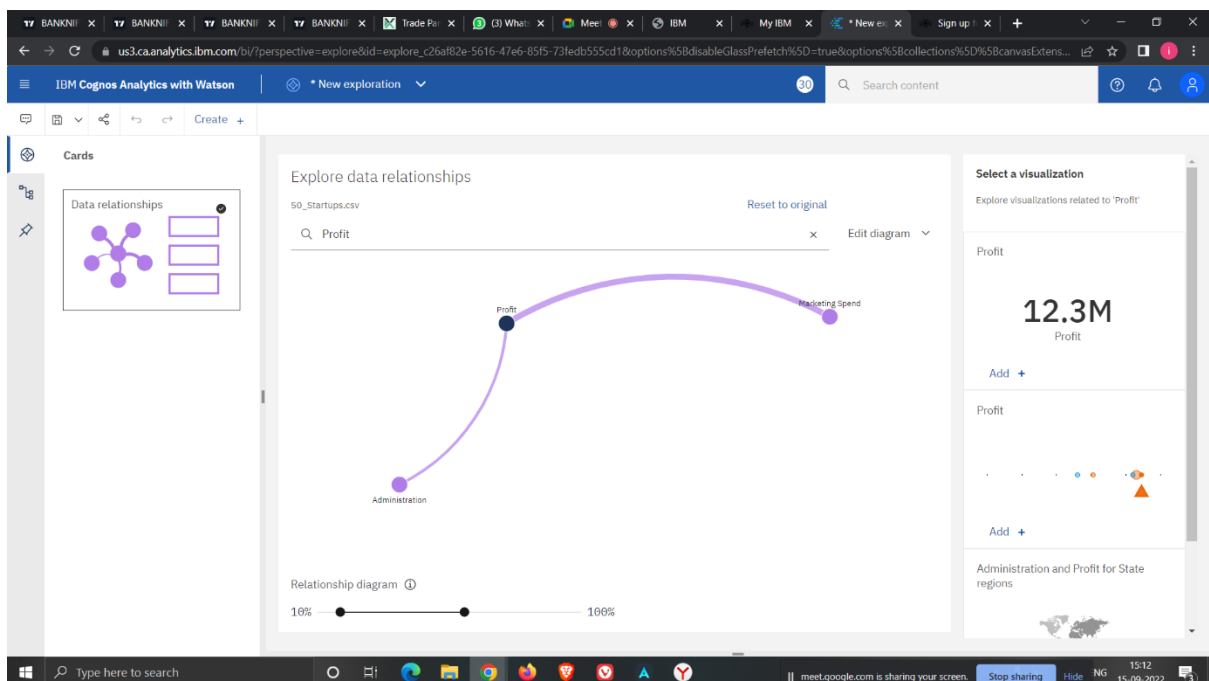 BANKNIF
BANKNIF
BANKNIF
BANKNIF
Trade Par
(3) Whats
Meet
IBM
My IBM
* New ex
Sign up f
us3.ca.analytics.ibm.com/bi/?perspective=explore&id=explore_c26af82e-5616-47e6-85f5-73fedb555cd1&options%5BdisableGlassPrefetch%5D=true&options%5Bcollections%5D%5BcanvasExtens...
IBM Cognos Analytics with Watson
* New exploration
30
Search content
Create +
Cards
Data relationships
Explore data relationships
50_Startups.csv
Reset to original
Profit
Edit diagram
Profit
Marketing Spend
Administration
Relationship diagram
10%
100%
Select a visualization
Explore visualizations related to 'Profit'
Profit
12.3M
Profit
Add +
Profit
Add +
Administration and Profit for State
regions
Type here to search
meet.google.com is sharing your screen.
Stop sharing
Hide
NG
15:12
15-09-2022